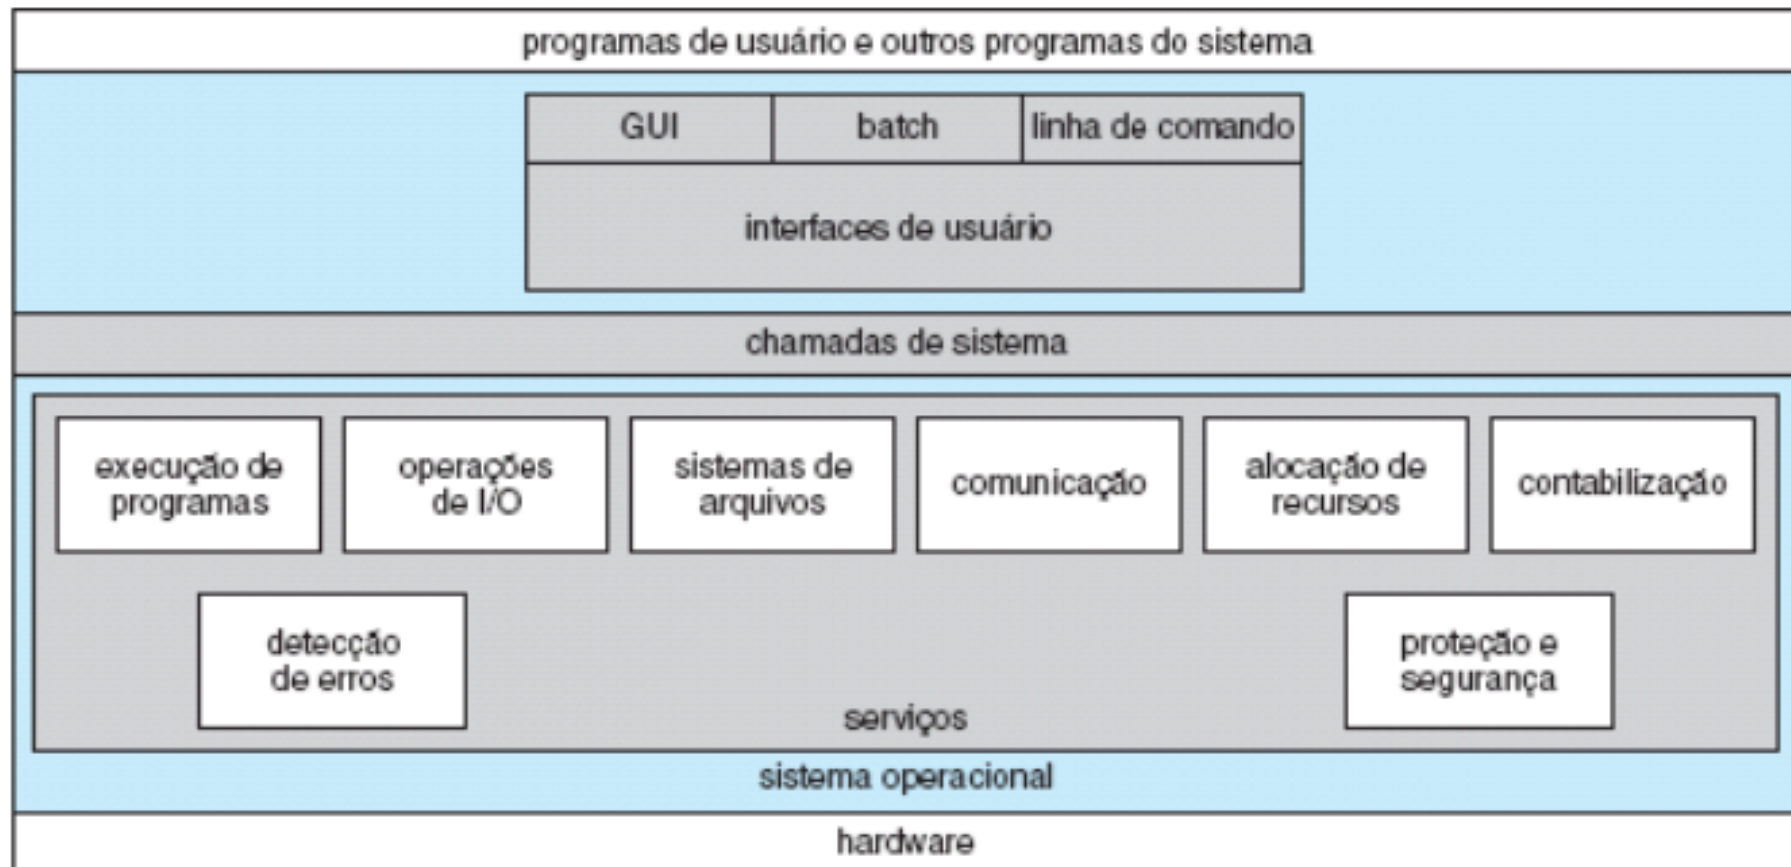 programas de usuário e outros programas do sistema
GUI
batch
linha de comando
interfaces de usuário
chamadas de sistema
execução de
programas
operações
de I/O
sistemas de
arquivos
comunicação
alocação de
recursos
contabilização
detecção
de erros
proteção e
segurança
serviços
sistema operacional
hardware